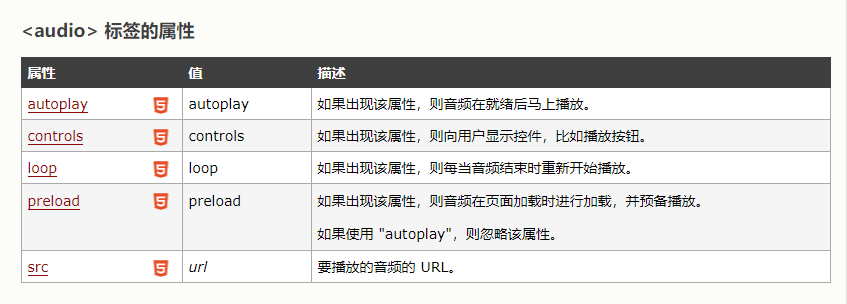 <audio> 标签的属性
属性 值 描述
autoplay autoplay 如果出现该属性，则音频在就绪后马上播放。
controls controls 如果出现该属性，则向用户显示控件，比如播放按钮。
loop loop 如果出现该属性，则每当音频结束时重新开始播放。
preload preload 如果出现该属性，则音频在页面加载时进行加载，并预备播放。
如果使用 "autoplay"，则忽略该属性。
src url 要播放的音频的 URL。